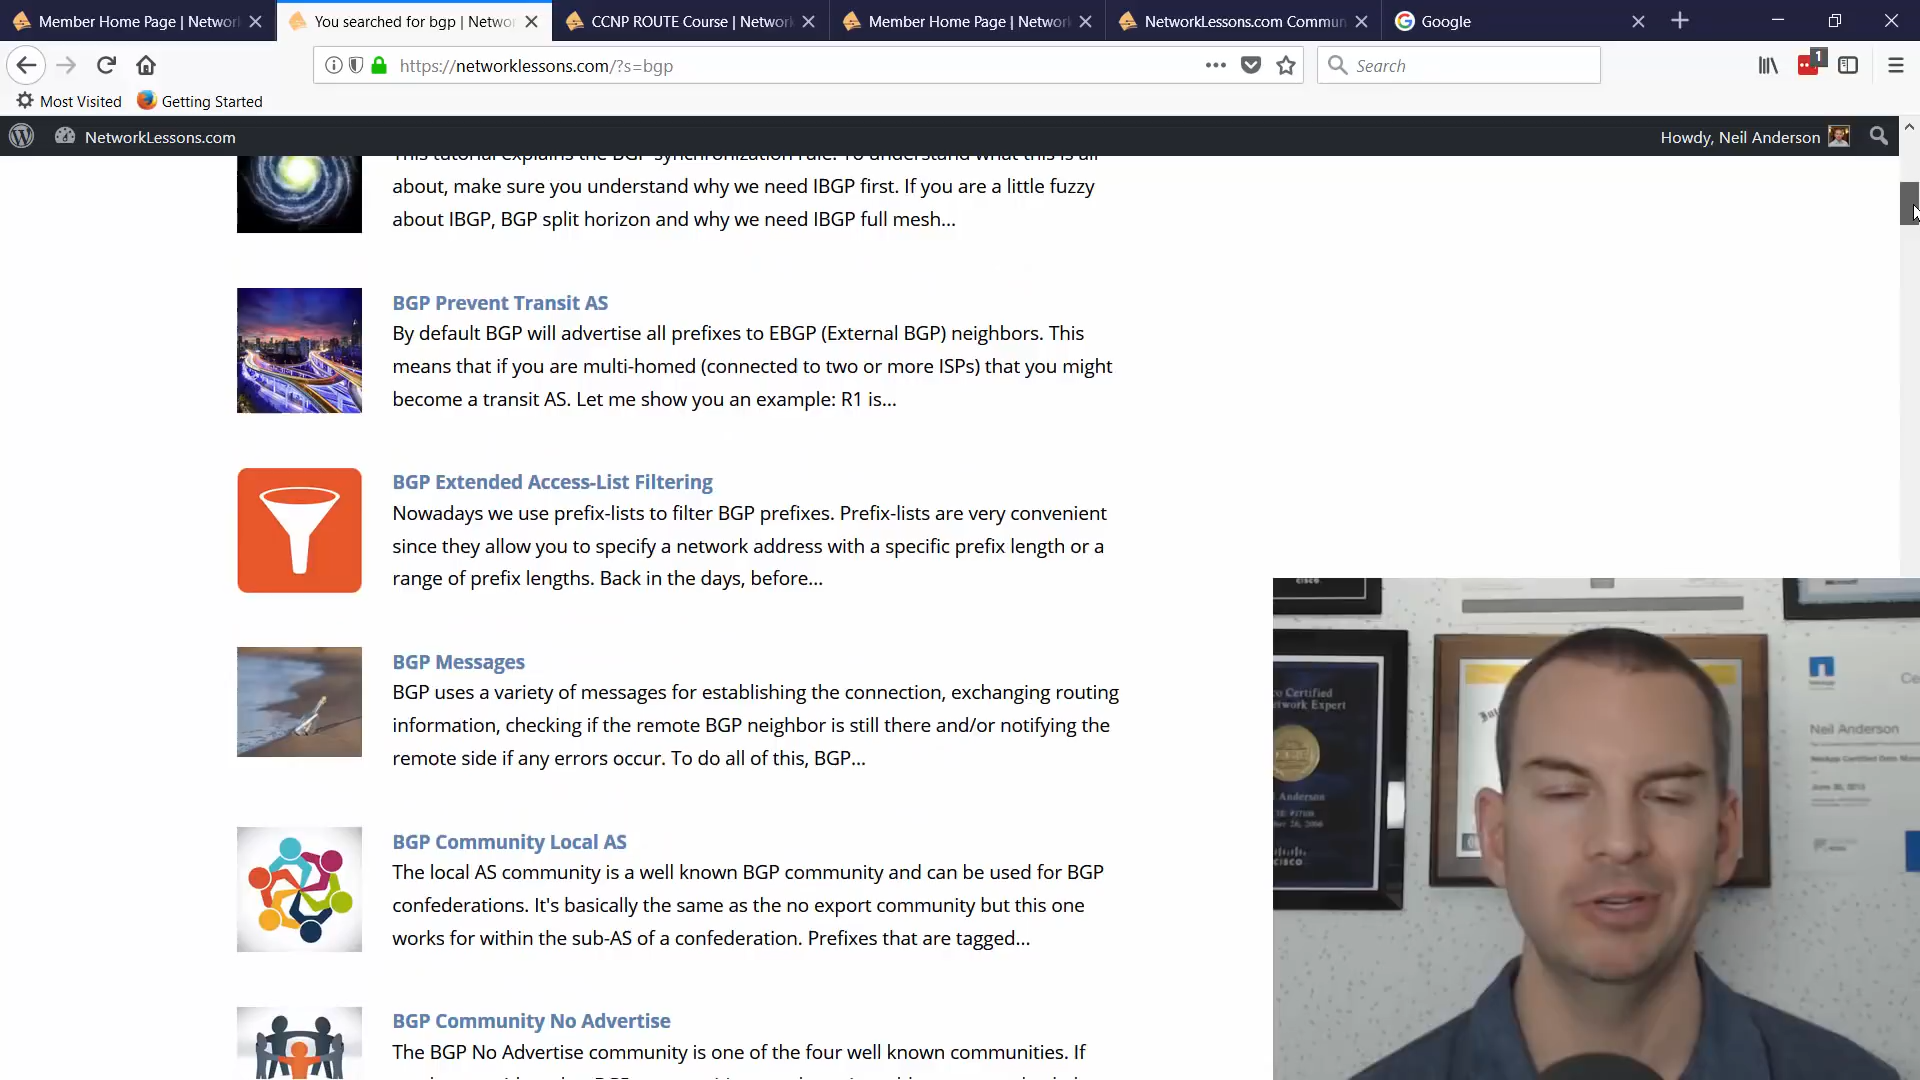 Member Home Page | Networ
You searched for bgp | Netwo
CCNP ROUTE Course | Network
Member Home Page | Networ
NetworkLessons.com Commun
Google
https://networklessons.com/?s=bgp
Search
1
Most Visited
Getting Started
NetworkLessons.com
Howdy, Neil Anderson
This tutorial explains the BGP synchronization rule. To understand what this is all
about, make sure you understand why we need IBGP first. If you are a little fuzzy
about IBGP, BGP split horizon and why we need IBGP full mesh...
BGP Prevent Transit AS
By default BGP will advertise all prefixes to EBGP (External BGP) neighbors. This
means that if you are multi-homed (connected to two or more ISPs) that you might
become a transit AS. Let me show you an example: R1 is...
BGP Extended Access-List Filtering
Nowadays we use prefix-lists to filter BGP prefixes. Prefix-lists are very convenient
since they allow you to specify a network address with a specific prefix length or a
range of prefix lengths. Back in the days, before...
BGP Messages
BGP uses a variety of messages for establishing the connection, exchanging routing
information, checking if the remote BGP neighbor is still there and/or notifying the
remote side if any errors occur. To do all of this, BGP...
BGP Community Local AS
The local AS community is a well known BGP community and can be used for BGP
confederations. It's basically the same as the no export community but this one
works for within the sub-AS of a confederation. Prefixes that are tagged...
BGP Community No Advertise
The BGP No Advertise community is one of the four well known communities. If
CISCO
o Certified
twork Expert
Anderson
CISCO
Neil Anderson